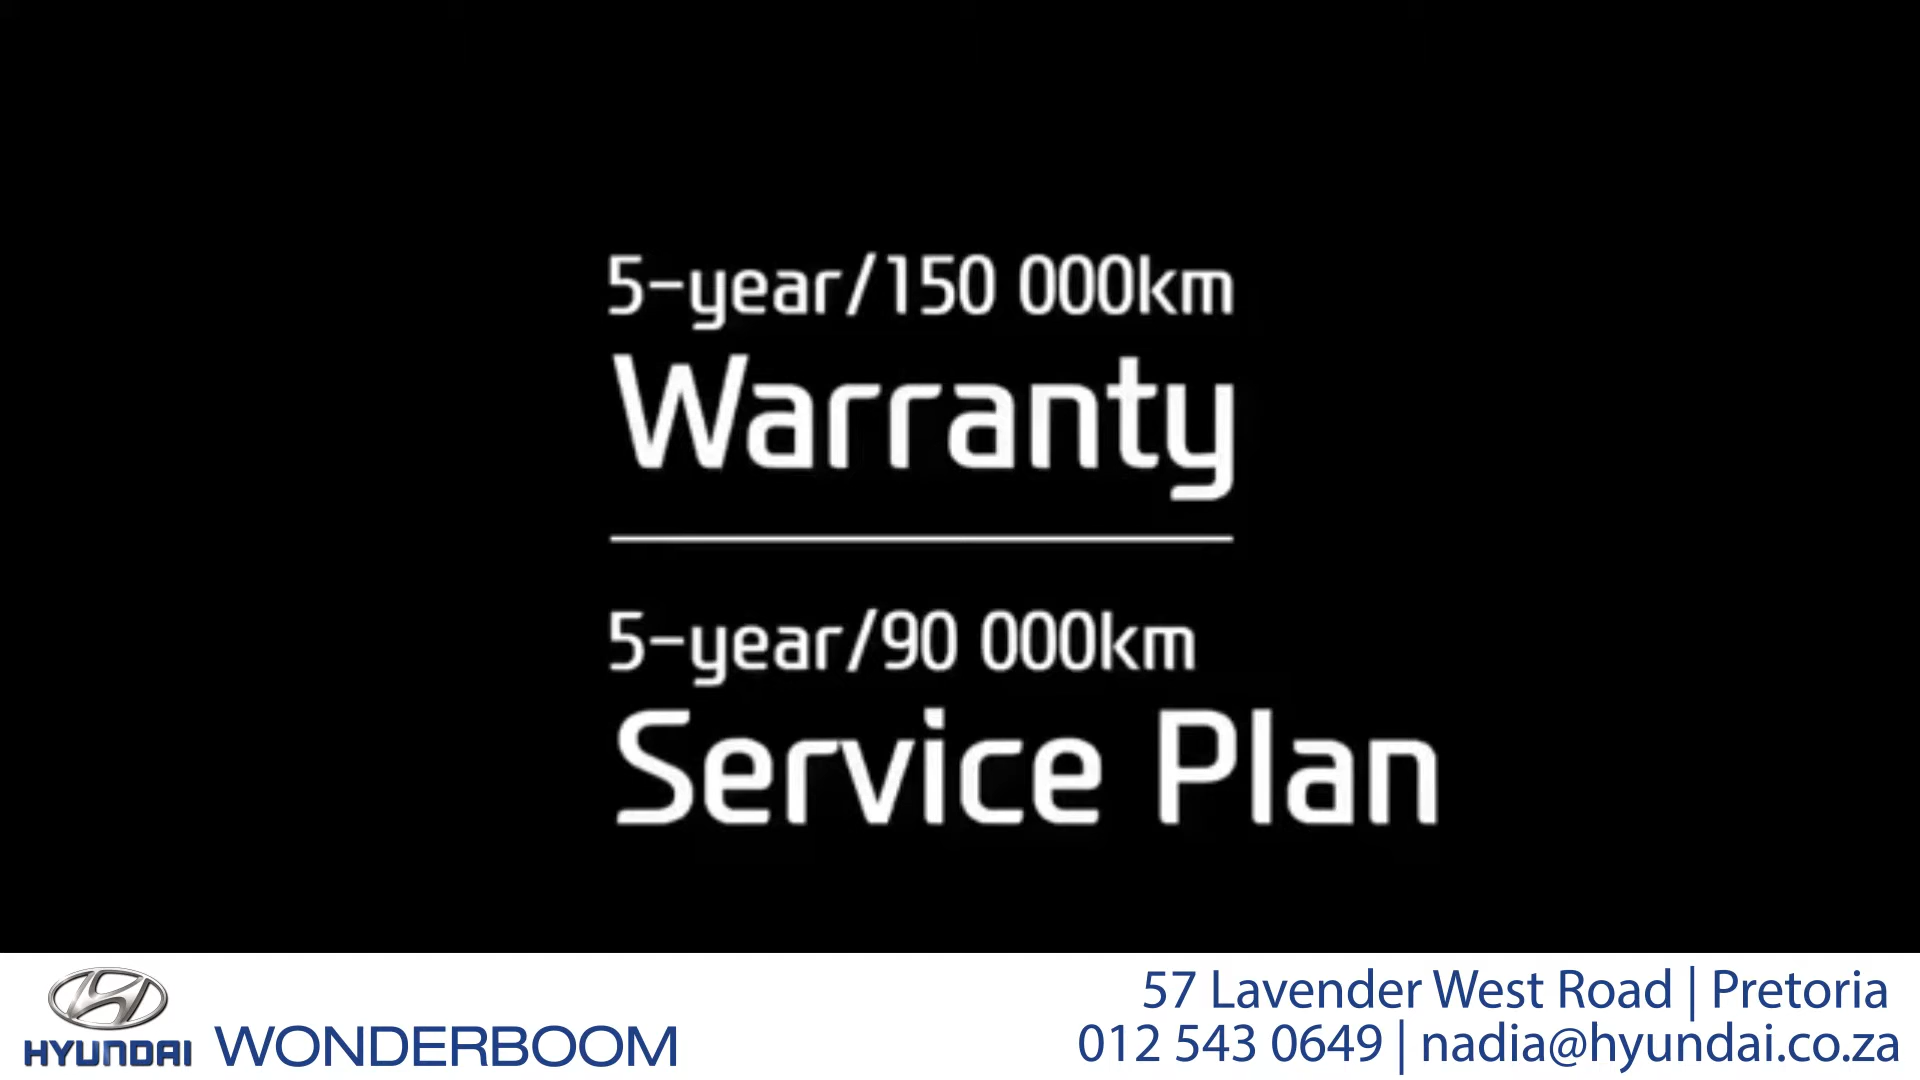 5-year/150 000km
Warranty
5-year/90 000km
Service Plan
HYUNDAI WONDERBOOM
57 Lavender West Road | Pretoria
012 543 0649 | nadia@hyundai.co.za